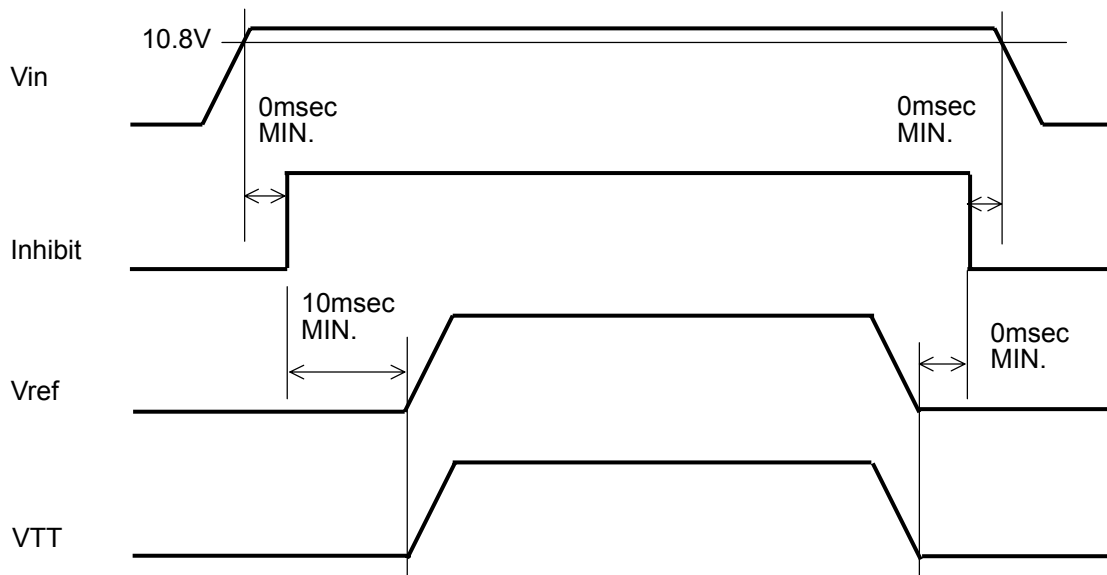 10.8V
Vin
0msec
MIN.
0msec
MIN.
Inhibit
10msec
MIN.
0msec
MIN.
Vref
VTT